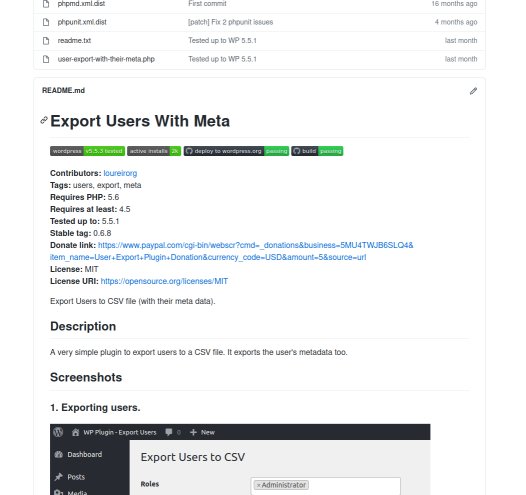 phpmd.xml.dist First commit 16 months ago
phpunit.xml.dist [patch] Fix 2 phpunit issues 4 months ago
readme.txt Tested up to WP 5.5.1 last month
user-export-with-their-meta.php Tested up to WP 5.5.1 last month
README.md
Export Users With Meta
wordpress v5.5.3 tested active installs 2k deploy to wordpress.org passing build passing
Contributors: loureirorg
Tags: users, export, meta
Requires PHP: 5.6
Requires at least: 4.5
Tested up to: 5.5.1
Stable tag: 0.6.8
Donate link: https://www.paypal.com/cgi-bin/webscr?cmd=_donations&business=5MU4TWJB6SLQ4&
item_name=User+Export+Plugin+Donation&currency_code=USD&amount=5&source=url
License: MIT
License URI: https://opensource.org/licenses/MIT
Export Users to CSV file (with their meta data).
Description
A very simple plugin to export users to a CSV file. It exports the user's metadata too.
Screenshots
1. Exporting users.
WP Plugin - Export Users 0 + New
Dashboard
Export Users to CSV
Posts
Roles ×Administrator
Media